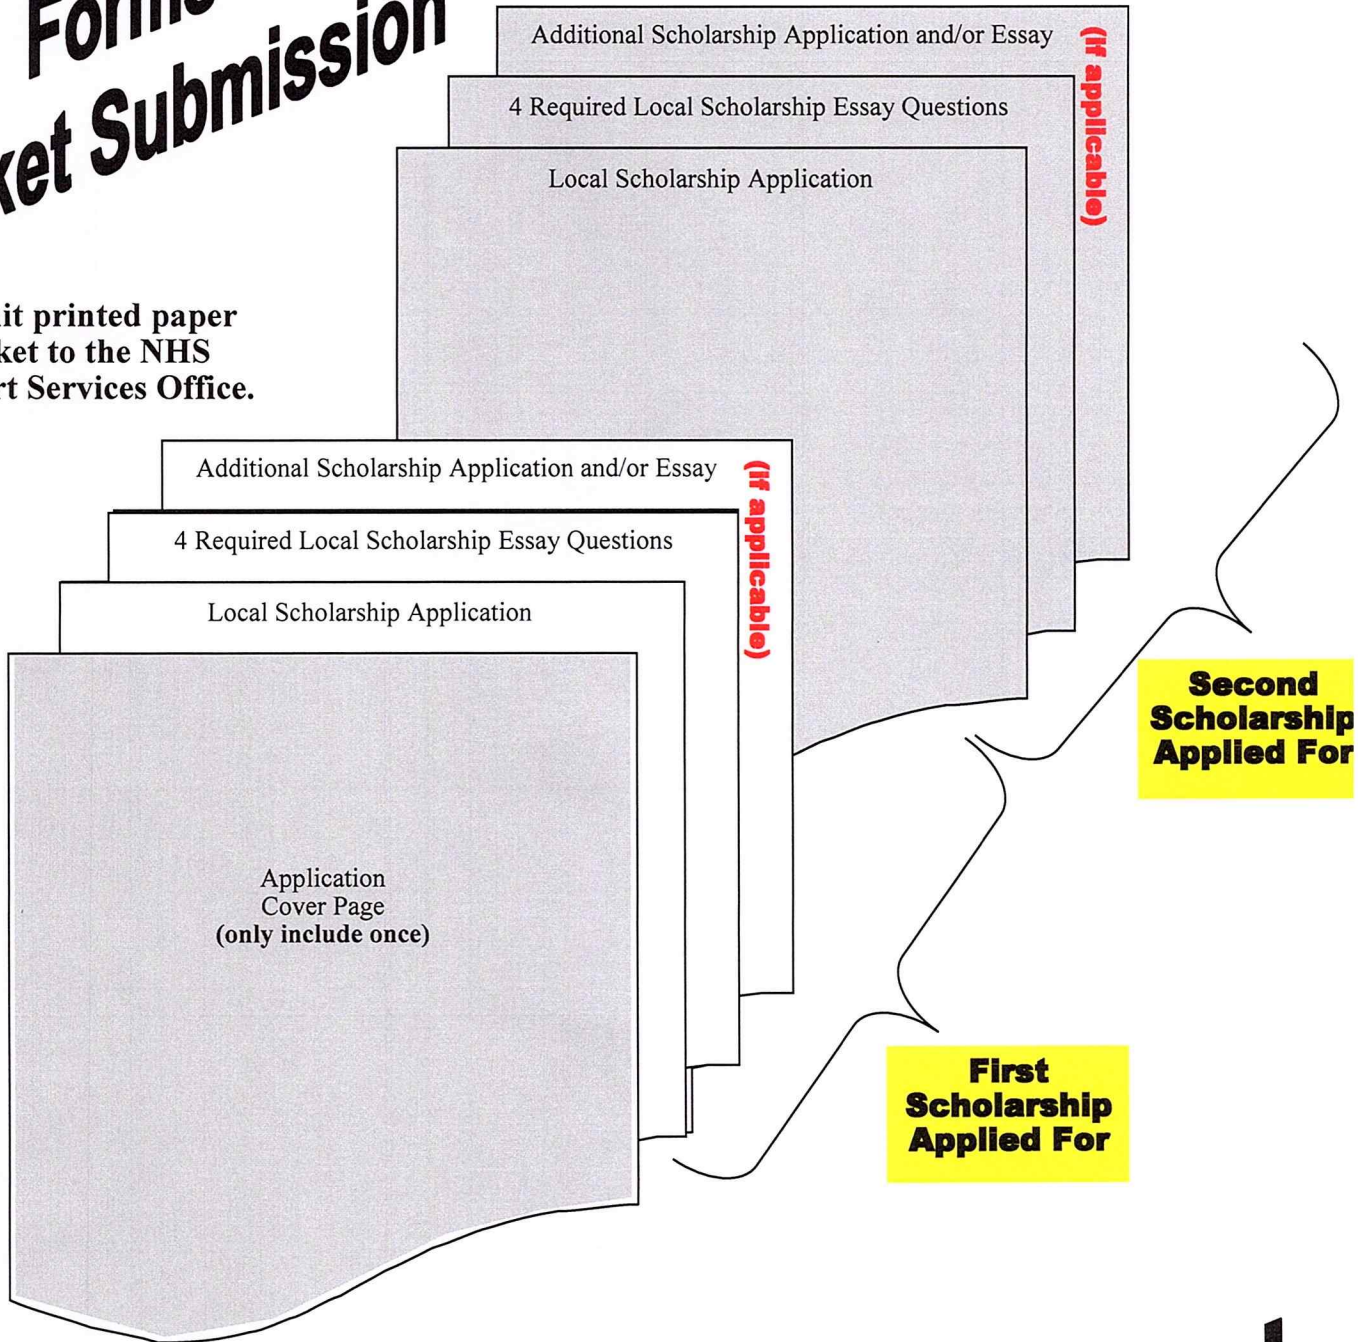 Forms
ket Submission
it printed paper
ket to the NHS
rt Services Office.
Additional Scholarship Application and/or Essay
(if applicable)
4 Required Local Scholarship Essay Questions
Local Scholarship Application
Additional Scholarship Application and/or Essay
(if applicable)
4 Required Local Scholarship Essay Questions
Local Scholarship Application
Application
Cover Page
(only include once)
Second
Scholarship
Applied For
First
Scholarship
Applied For